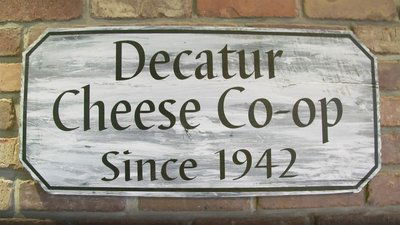 Decatur
Cheese Co-op
Since 1942